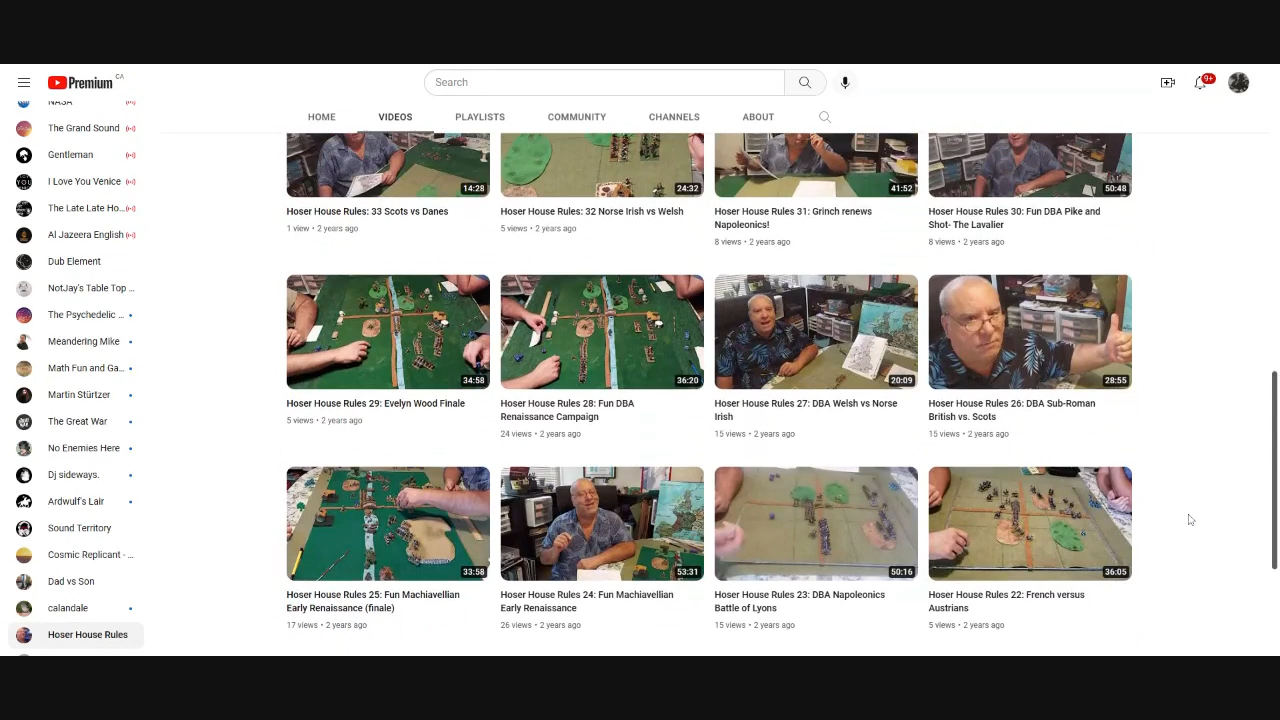 Premium CA
Search
9+
NASA
The Grand Sound
Gentleman
I Love You Venice
The Late Late Ho...
Al Jazeera English
Dub Element
NotJay's Table Top ...
The Psychedelic ...
Meandering Mike
Math Fun and Ga...
Martin Stürtzer
The Great War
No Enemies Here
Dj sideways.
Ardwulf's Lair
Sound Territory
Cosmic Replicant - ...
Dad vs Son
calandale
Hoser House Rules
HOME VIDEOS PLAYLISTS COMMUNITY CHANNELS ABOUT
14:28
24:32
41:52
50:48
Hoser House Rules: 33 Scots vs Danes
1 view • 2 years ago
Hoser House Rules: 32 Norse Irish vs Welsh
5 views • 2 years ago
Hoser House Rules 31: Grinch renews
Napoleonics!
8 views • 2 years ago
Hoser House Rules 30: Fun DBA Pike and
Shot- The Lavalier
8 views • 2 years ago
34:58
36:20
20:09
28:55
Hoser House Rules 29: Evelyn Wood Finale
5 views • 2 years ago
Hoser House Rules 28: Fun DBA
Renaissance Campaign
24 views • 2 years ago
Hoser House Rules 27: DBA Welsh vs Norse
Irish
15 views • 2 years ago
Hoser House Rules 26: DBA Sub-Roman
British vs. Scots
15 views • 2 years ago
33:58
53:31
50:16
36:05
Hoser House Rules 25: Fun Machiavellian
Early Renaissance (finale)
17 views • 2 years ago
Hoser House Rules 24: Fun Machiavellian
Early Renaissance
26 views • 2 years ago
Hoser House Rules 23: DBA Napoleonics
Battle of Lyons
15 views • 2 years ago
Hoser House Rules 22: French versus
Austrians
5 views • 2 years ago